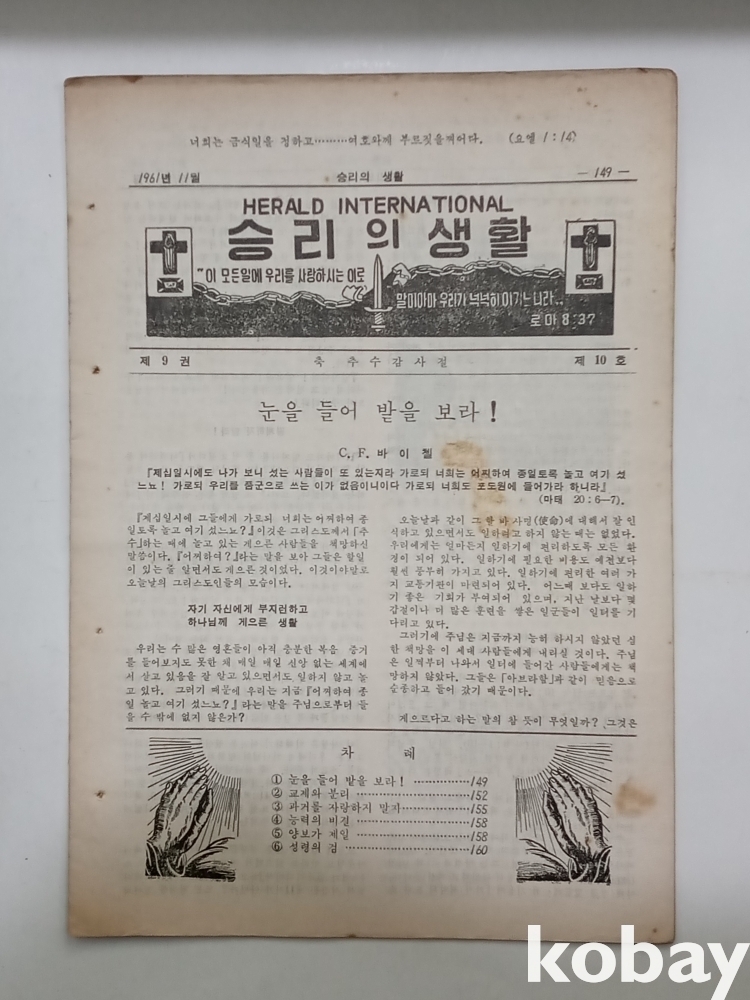 너희는 금식일을 정하고………여호와께 부르짖을찌어다. (요엘 1:14)
1961년 11월 승리의 생활 — 149 —
HERALD INTERNATIONAL
승리의 생활
"이 모든일에 우리를 사랑하시는 이로
말미아마 우리가 넉넉히 이기느니라..
로마 8:37
제 9 권 축 추수감사절 제 10 호
눈을 들어 밭을 보라!
C. F. 바이첼
『제십일시에도 나가 보니 섰는 사람들이 또 있는지라 가로되 너희는 어찌하여 종일토록 놀고 여기 섰
느뇨! 가로되 우리를 품군으로 쓰는 이가 없음이니이다 가로되 너희도 포도원에 들어가라 하니라』
(마태 20:6—7).
『제십일시에 그들에게 가로되 너희는 어찌하여 종
일토록 놀고 여기 섰느뇨?』이것은 그리스도께서 「추
수」하는 때에 놀고 있는 게으른 사람들을 책망하신
말씀이다. 『어찌하여?』라는 말을 보아 그들은 할일
이 있는 줄 알면서도 게으른 것이었다. 이것이야말로
오늘날의 그리스도인들의 모습이다.
자기 자신에게 부지런하고
하나님께 게으른 생활
우리는 수 많은 영혼들이 아직 충분한 복음 증거
를 들어보지도 못한 채 매일 매일 신앙 없는 세계에
서 살고 있음을 잘 알고 있으면서도 일하지 않고 놀
고 있다. 그러기 때문에 우리는 지금 『어찌하여 종
일 놀고 여기 섰느뇨?』라는 말을 주님으로부터 들
을 수 밖에 없지 않은가?
오늘날과 같이 그 할 바 사명(使命)에 대해서 잘 인
식하고 있으면서도 일하려고 하지 않는 때는 없었다.
우리에게는 얼마든지 일하기에 편리하도록 모든 환
경이 되어 있다. 일하기에 필요한 비용도 예전보다
훨씬 풍부히 가지고 있다. 일하기에 편리한 여러 가
지 교통기관이 마련되어 있다. 어느때 보다도 일하
기 좋은 기회가 부여되어 있으며, 지난 날보다 몇
갑절이나 더 많은 훈련을 쌓은 일군들이 일터를 기
다리고 있다.
그러기에 주님은 지금까지 능히 하시지 않았던 심
한 책망을 이 세대 사람들에게 내리실 것이다. 주님
은 일찍부터 나와서 일터에 들어간 사람들에게는 책
망하지 않았다. 그들은 「아브라함」과 같이 믿음으로
순종하고 들어 갔기 때문이다.
게으르다고 하는 말의 참 뜻이 무엇일까? 그것은
차 례
① 눈을 들어 밭을 보라! ……………149
② 교제와 분리 ……………152
③ 과거를 자랑하지 말자……………155
④ 능력의 비결 ……………158
⑤ 양보가 제일 ……………158
⑥ 성령의 검 ……………160
kobay